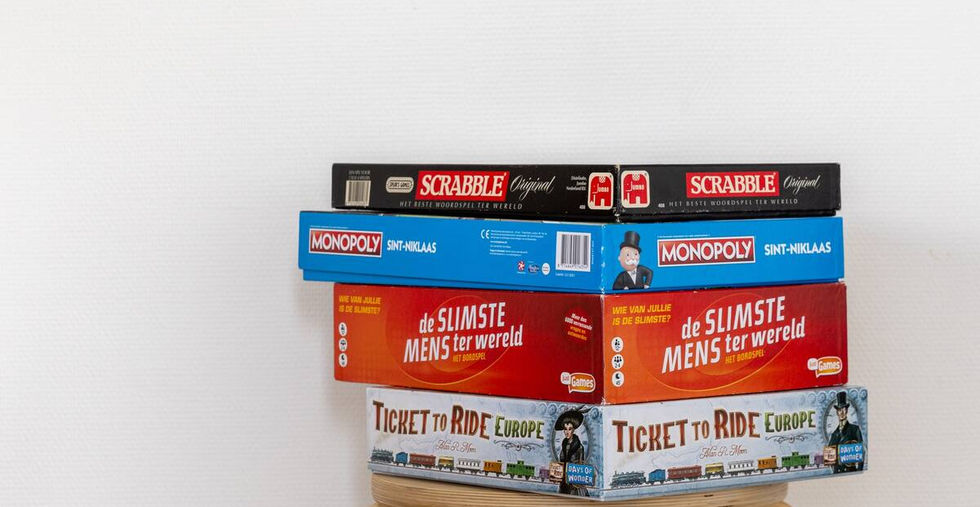 SCRABBLE Original
HET BESTE WOORDSPEL TER WERELD
Jumbo
Jumbo
SCRABBLE Original
HET BESTE WOORDSPEL TER WERELD
MONOPOLY SINT-NIKLAAS
CE
MONOPOLY SINT-NIKLAAS
WIE VAN JULLIE
IS DE SLIMSTE?
de SLIMSTE
MENS ter wereld
HET BORDSPEL
Games
WIE VAN JULLIE
IS DE SLIMSTE?
de SLIMSTE
MENS ter wereld
HET BORDSPEL
Games
TICKET TO RIDE EUROPE
Alan R. Moon
DAYS OF
WONDER
TICKET TO RIDE EUROPE
Alan R. Moon
DAYS OF
WONDER